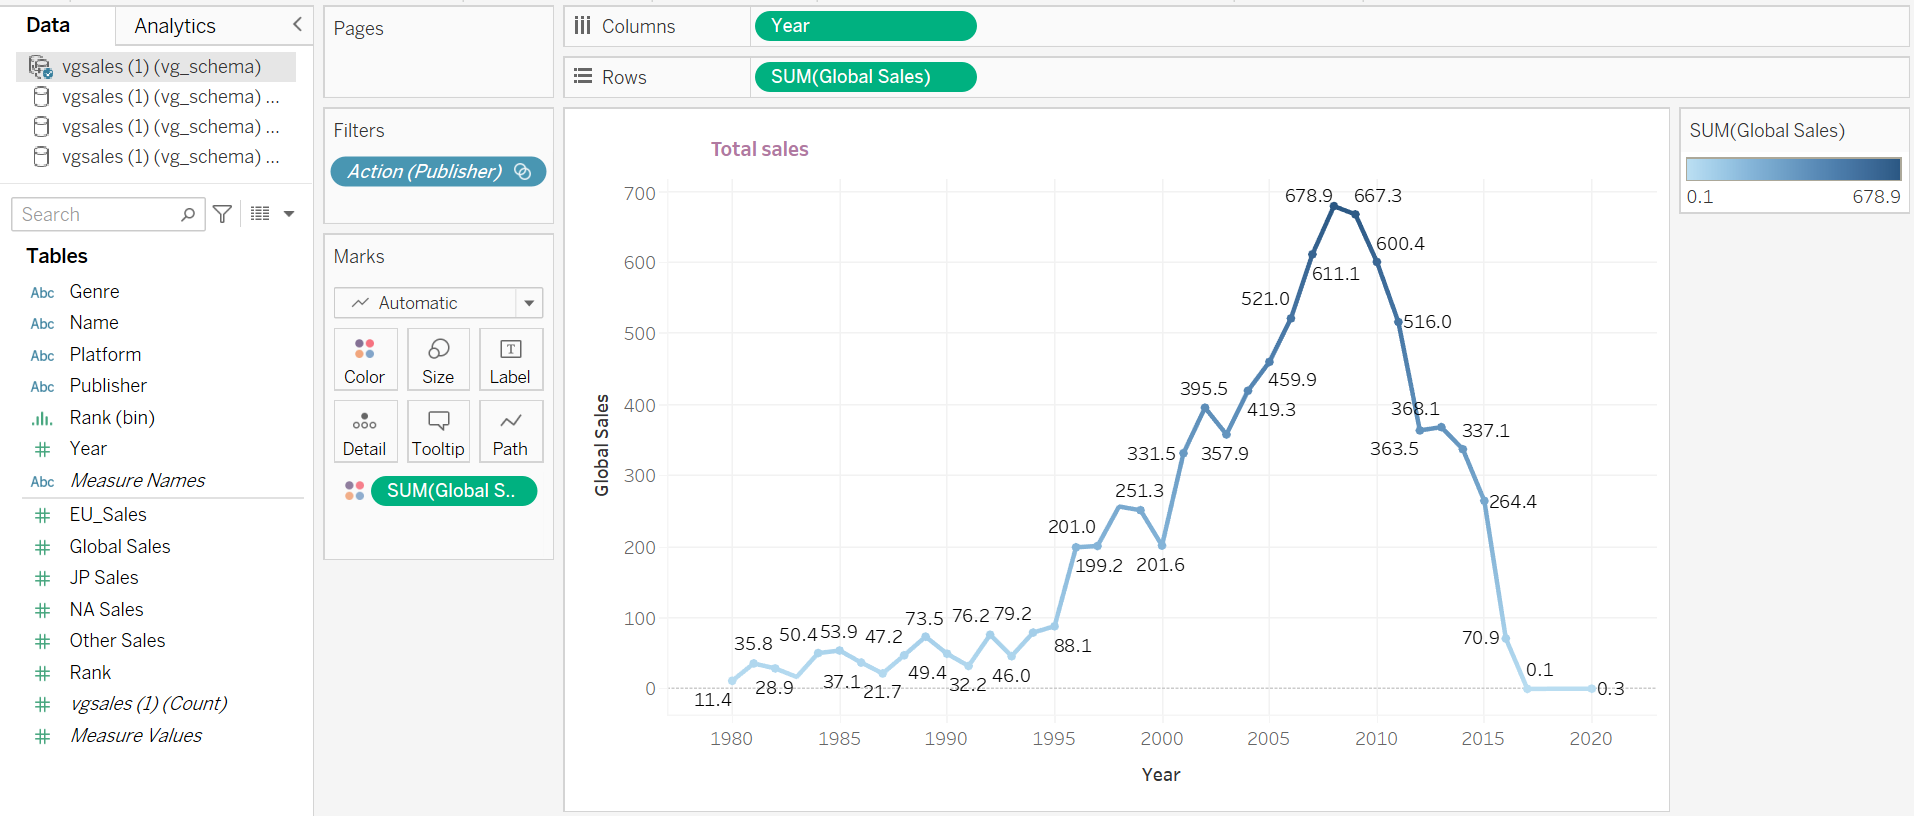 Data
Analytics
vgsales (1) (vg_schema)
vgsales (1) (vg_schema) ...
vgsales (1) (vg_schema) ...
vgsales (1) (vg_schema) ...
Search
Tables
Abc Genre
Abc Name
Abc Platform
Abc Publisher
Rank (bin)
Year
Abc Measure Names
EU_Sales
Global Sales
JP Sales
NA Sales
Other Sales
Rank
vgsales (1) (Count)
Measure Values
Pages
Filters
Action (Publisher)
Marks
Automatic
Color Size Label
Detail Tooltip Path
SUM(Global S..
Columns Year
Rows SUM(Global Sales)
Total sales
Global Sales
700
600
500
400
300
200
100
0
11.4
35.8
28.9
50.4
53.9
37.1
21.7
47.2
73.5
49.4
32.2
76.2
46.0
79.2
88.1
201.0
199.2
251.3
201.6
331.5
395.5
357.9
419.3
459.9
521.0
611.1
678.9
667.3
600.4
516.0
363.5
368.1
337.1
264.4
70.9
0.1
0.3
1980 1985 1990 1995 2000 2005 2010 2015 2020
Year
SUM(Global Sales)
0.1 678.9